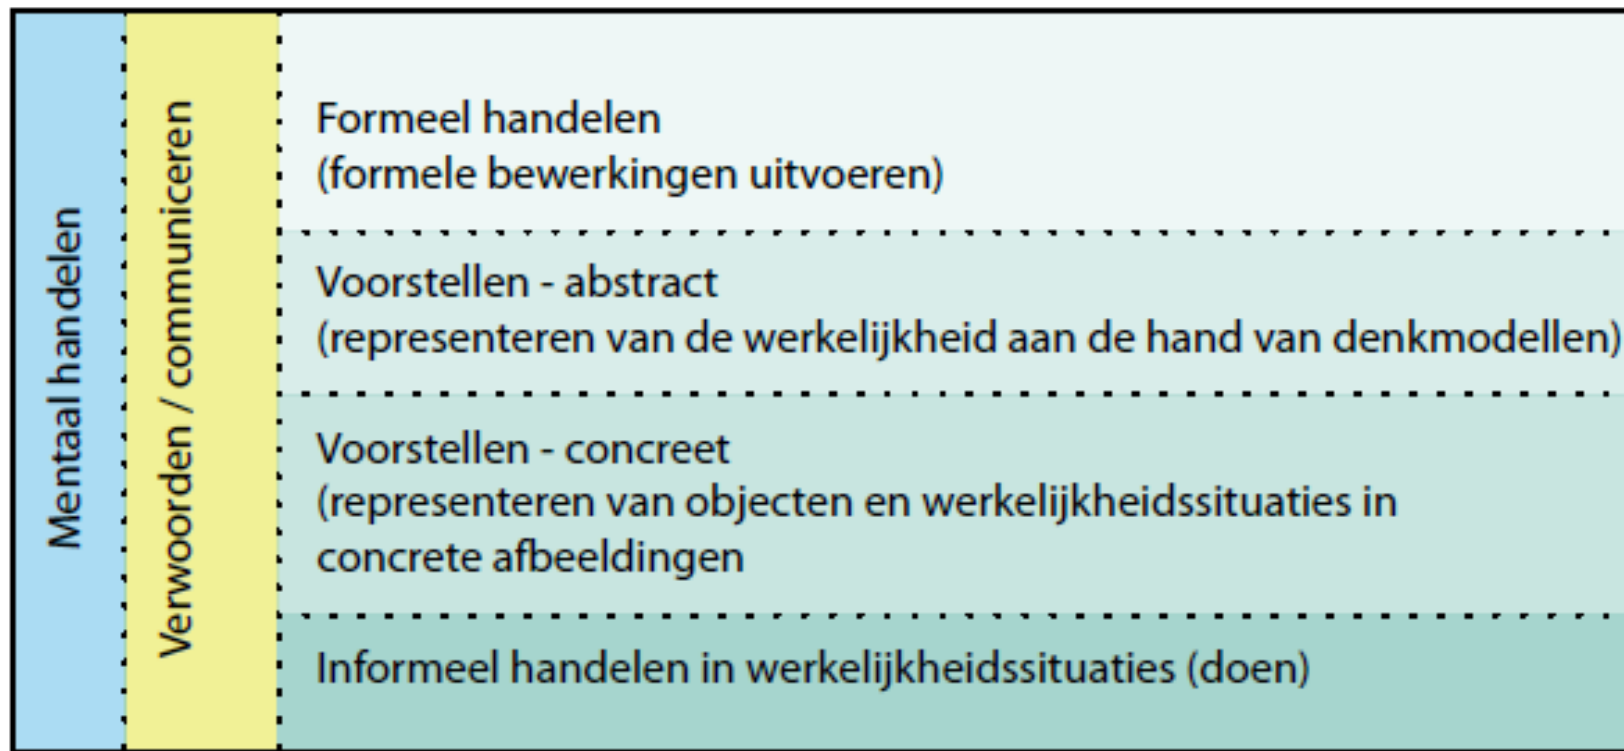 Mentaal handelen
Verwoorden / communiceren
Formeel handelen
(formele bewerkingen uitvoeren)
Voorstellen - abstract
(representeren van de werkelijkheid aan de hand van denkmodellen)
Voorstellen - concreet
(representeren van objecten en werkelijkheidssituaties in
concrete afbeeldingen
Informeel handelen in werkelijkheidssituaties (doen)